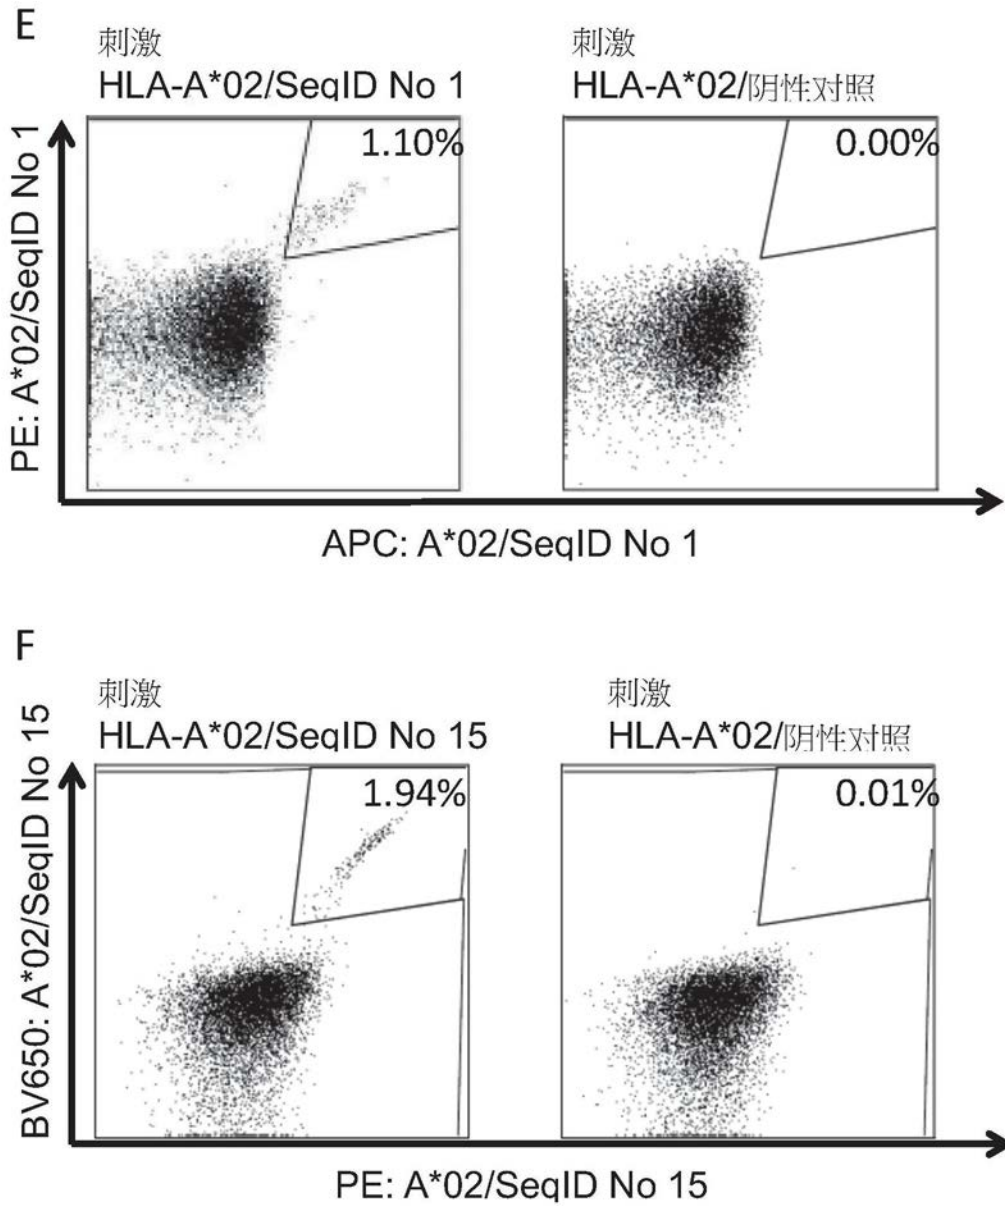 E
刺激
HLA-A*02/SeqID No 1
刺激
HLA-A*02/阴性对照
1.10%
0.00%
PE: A*02/SeqID No 1
APC: A*02/SeqID No 1
F
刺激
HLA-A*02/SeqID No 15
刺激
HLA-A*02/阴性对照
1.94%
0.01%
BV650: A*02/SeqID No 15
PE: A*02/SeqID No 15